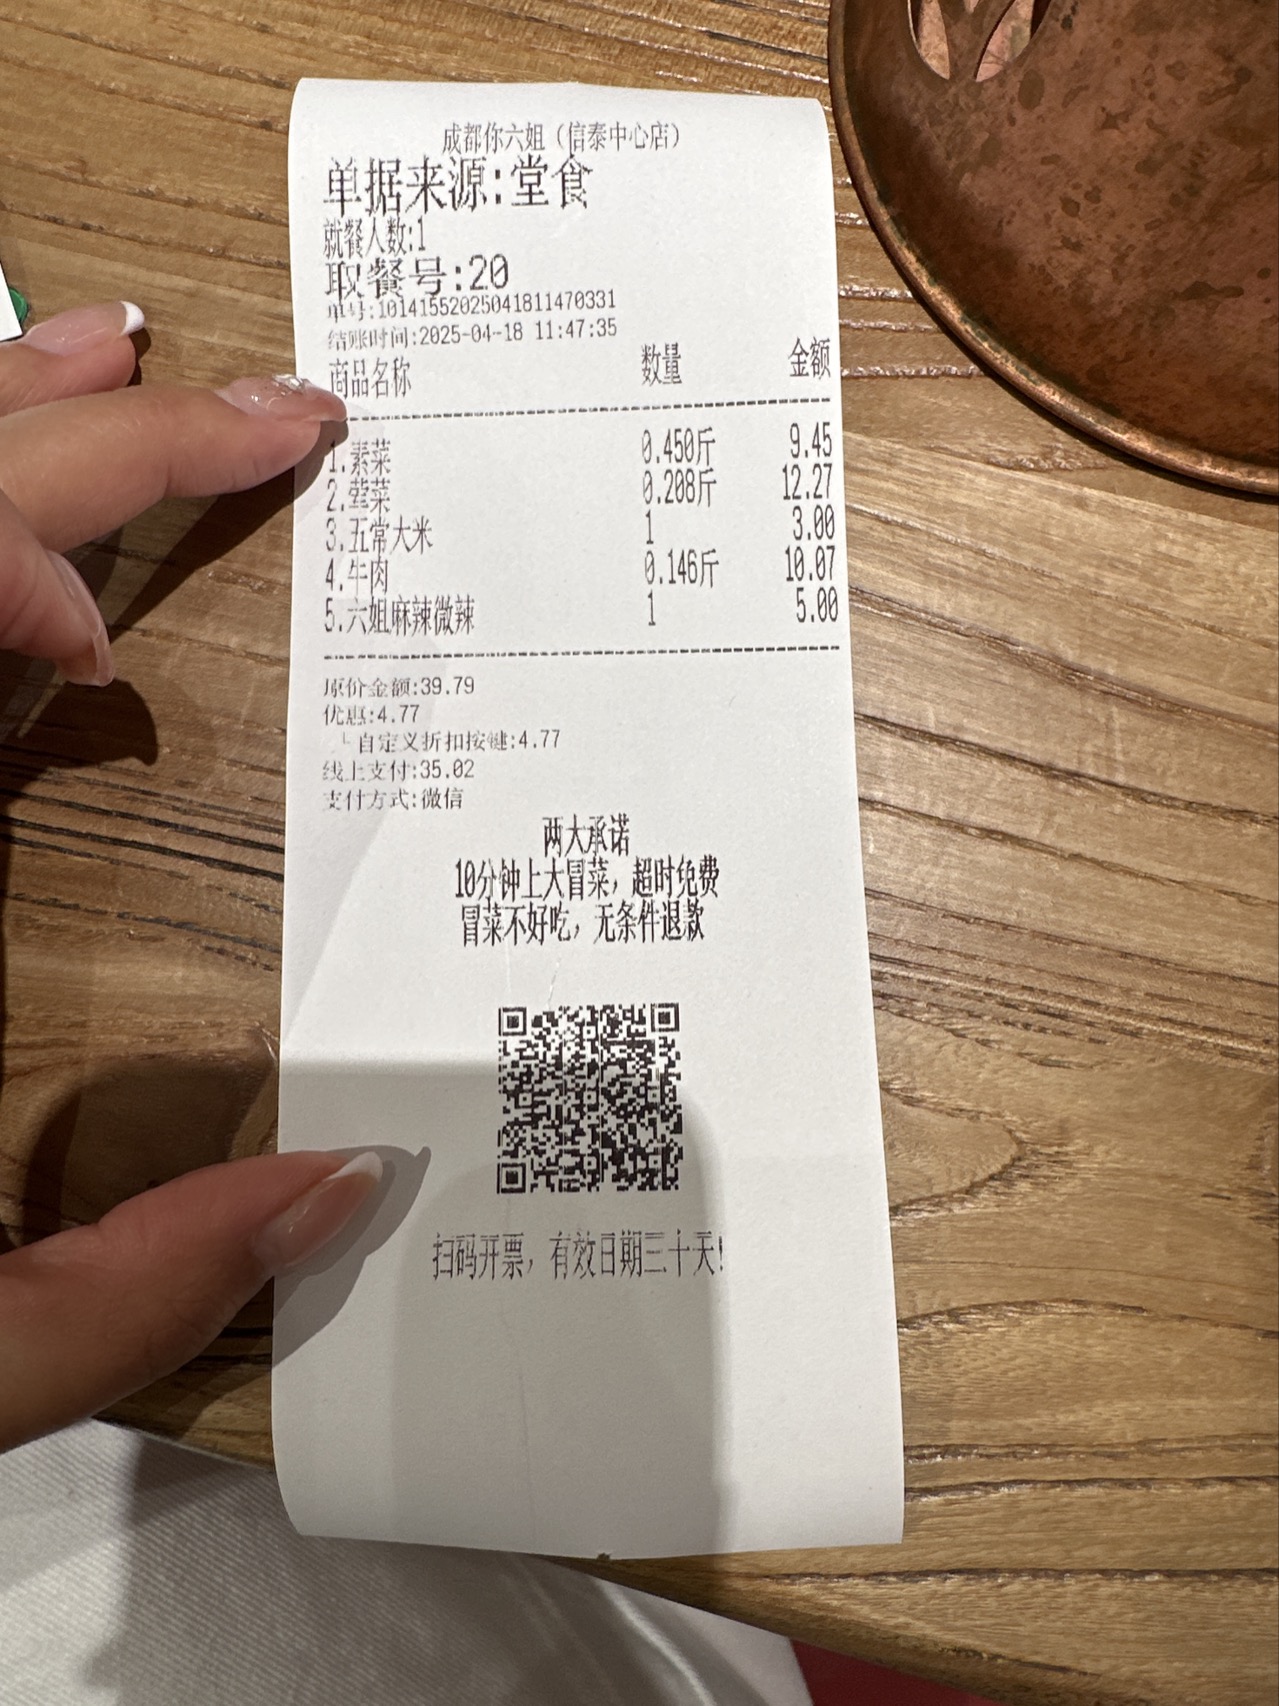 成都你六姐（信泰中心店）
单据来源:堂食
就餐人数:1
取餐号:20
单号:101415520250418114​70331
结账时间:2025-04-18 11:47:35
商品名称 数量 金额
1.素菜 0.450斤 9.45
2.荤菜 0.208斤 12.27
3.五常大米 1 3.00
4.牛肉 0.146斤 10.07
5.六姐麻辣微辣 1 5.00
原价金额:39.79
优惠:4.77
└自定义折扣按键:4.77
线上支付:35.02
支付方式:微信
两大承诺
10分钟上大冒菜，超时免费
冒菜不好吃，无条件退款
扫码开票，有效日期三十天!